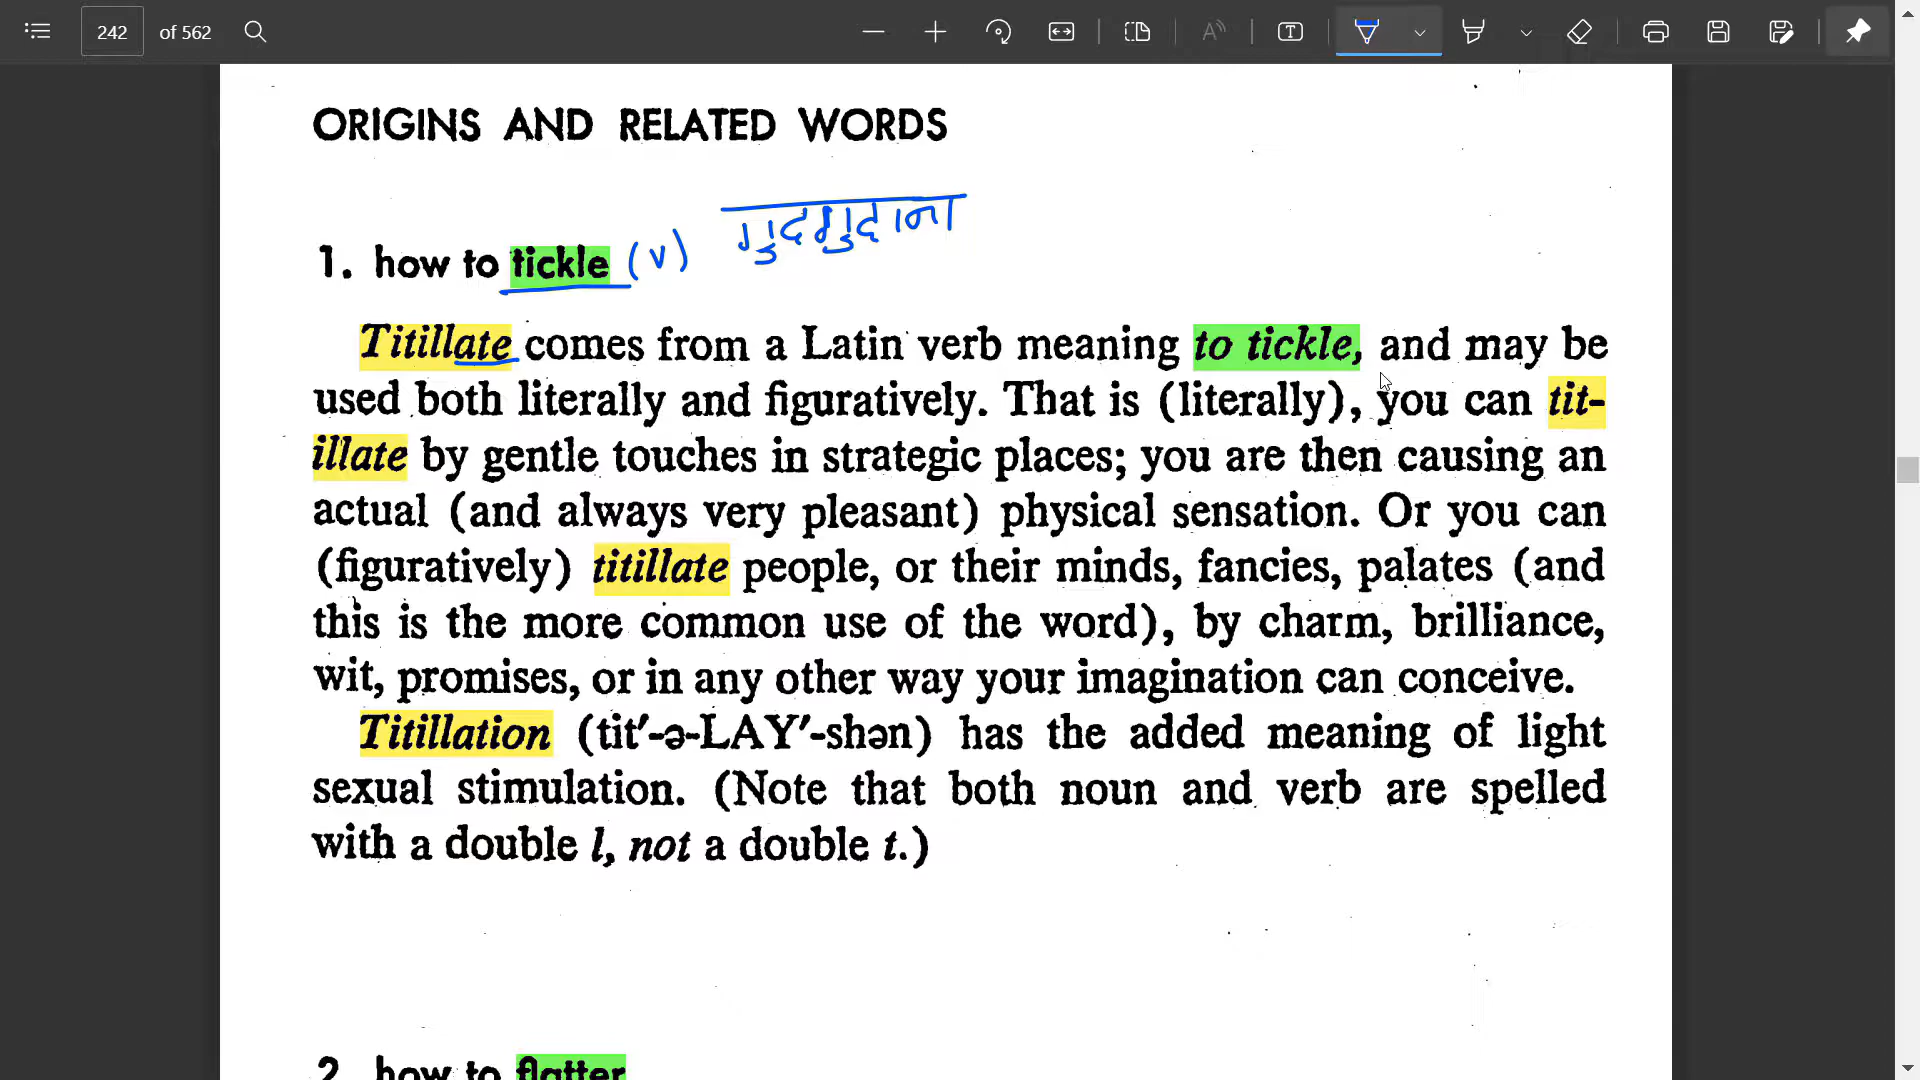 242 of 562
ORIGINS AND RELATED WORDS
गुदगुदाना
1. how to tickle (v)
Titillate comes from a Latin verb meaning to tickle, and may be
used both literally and figuratively. That is (literally), you can tit-
illate by gentle touches in strategic places; you are then causing an
actual (and always very pleasant) physical sensation. Or you can
(figuratively) titillate people, or their minds, fancies, palates (and
this is the more common use of the word), by charm, brilliance,
wit, promises, or in any other way your imagination can conceive.
Titillation (tit′-ə-LAY′-shən) has the added meaning of light
sexual stimulation. (Note that both noun and verb are spelled
with a double l, not a double t.)
2. how to flatter